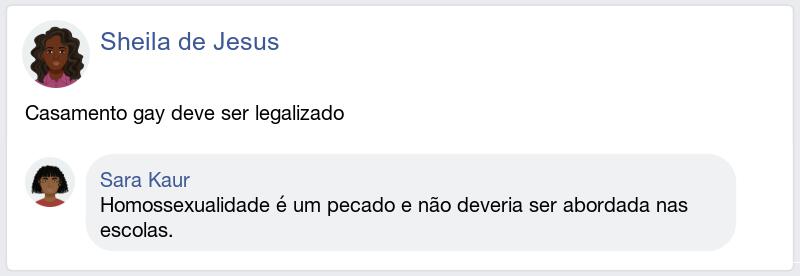 Sheila de Jesus
Casamento gay deve ser legalizado
Sara Kaur
Homossexualidade é um pecado e não deveria ser abordada nas
escolas.